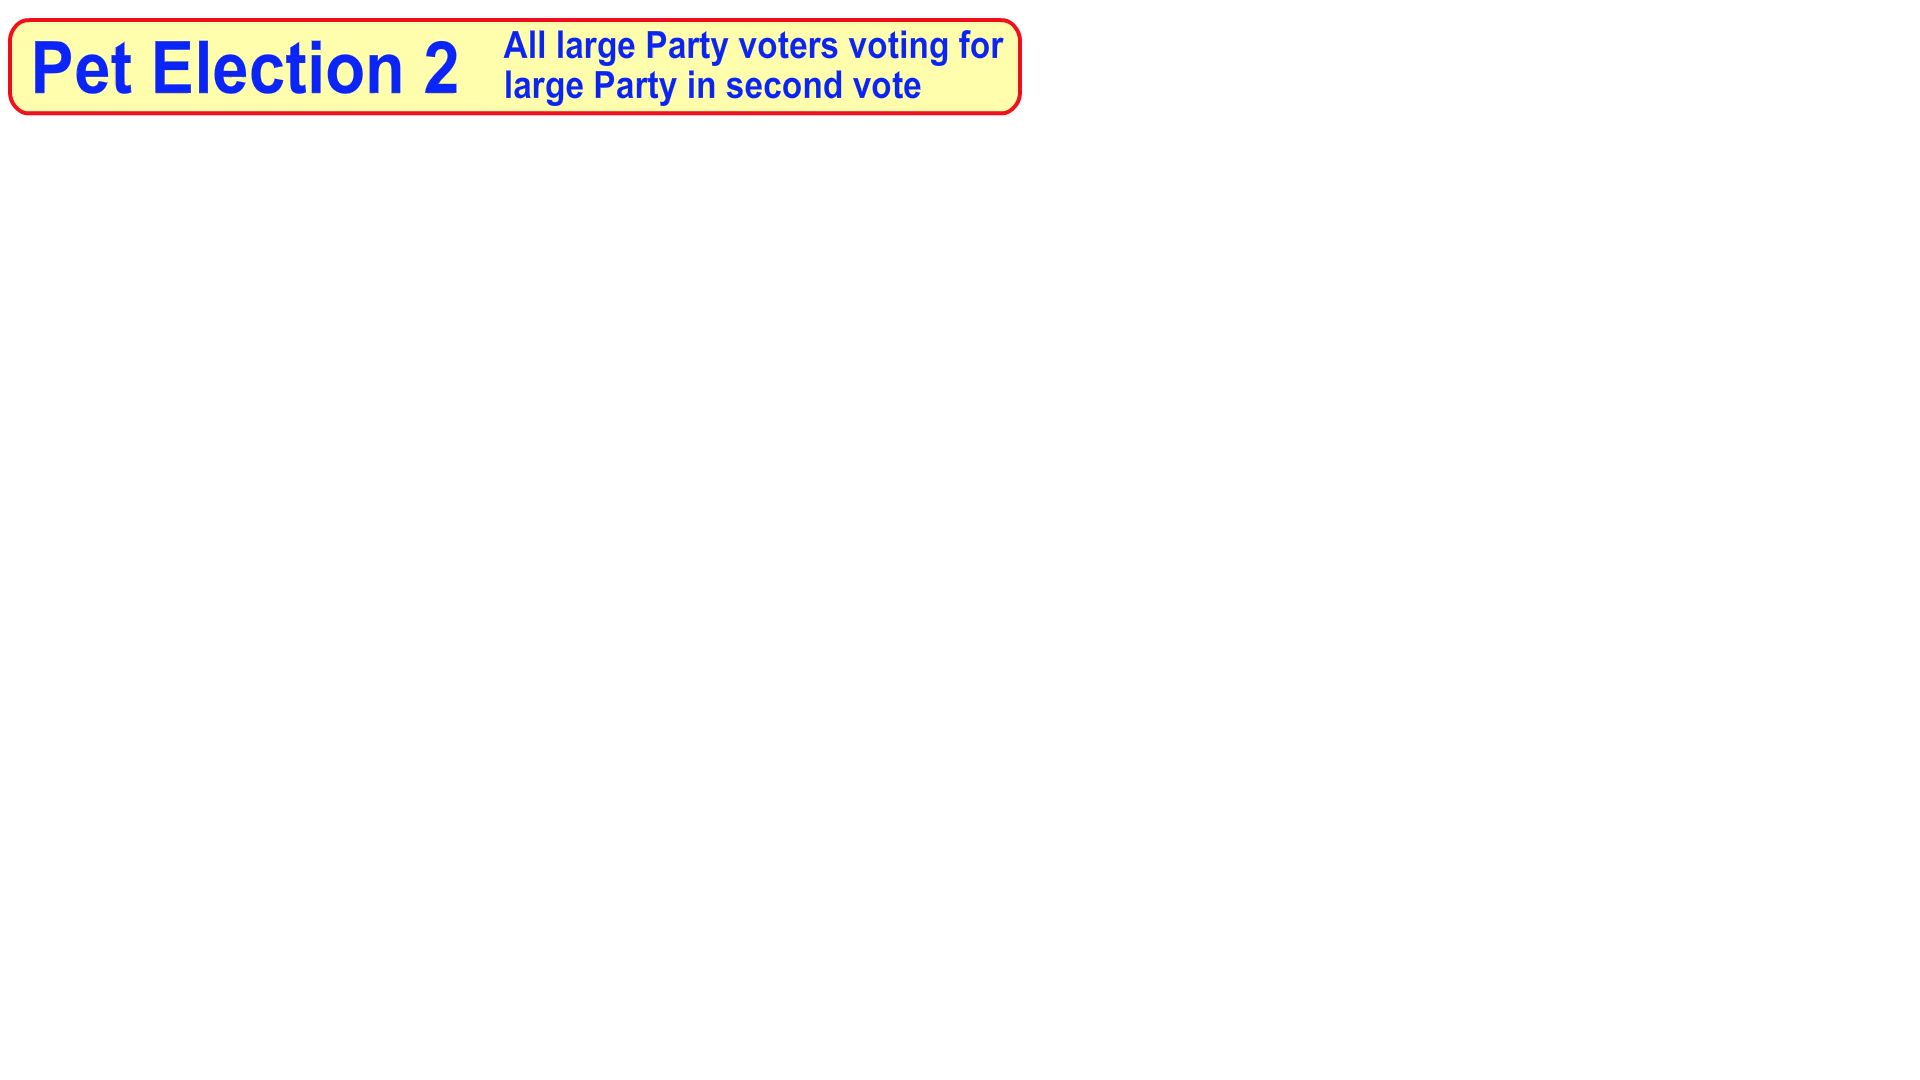 Pet Election 2
All large Party voters voting for
large Party in second vote